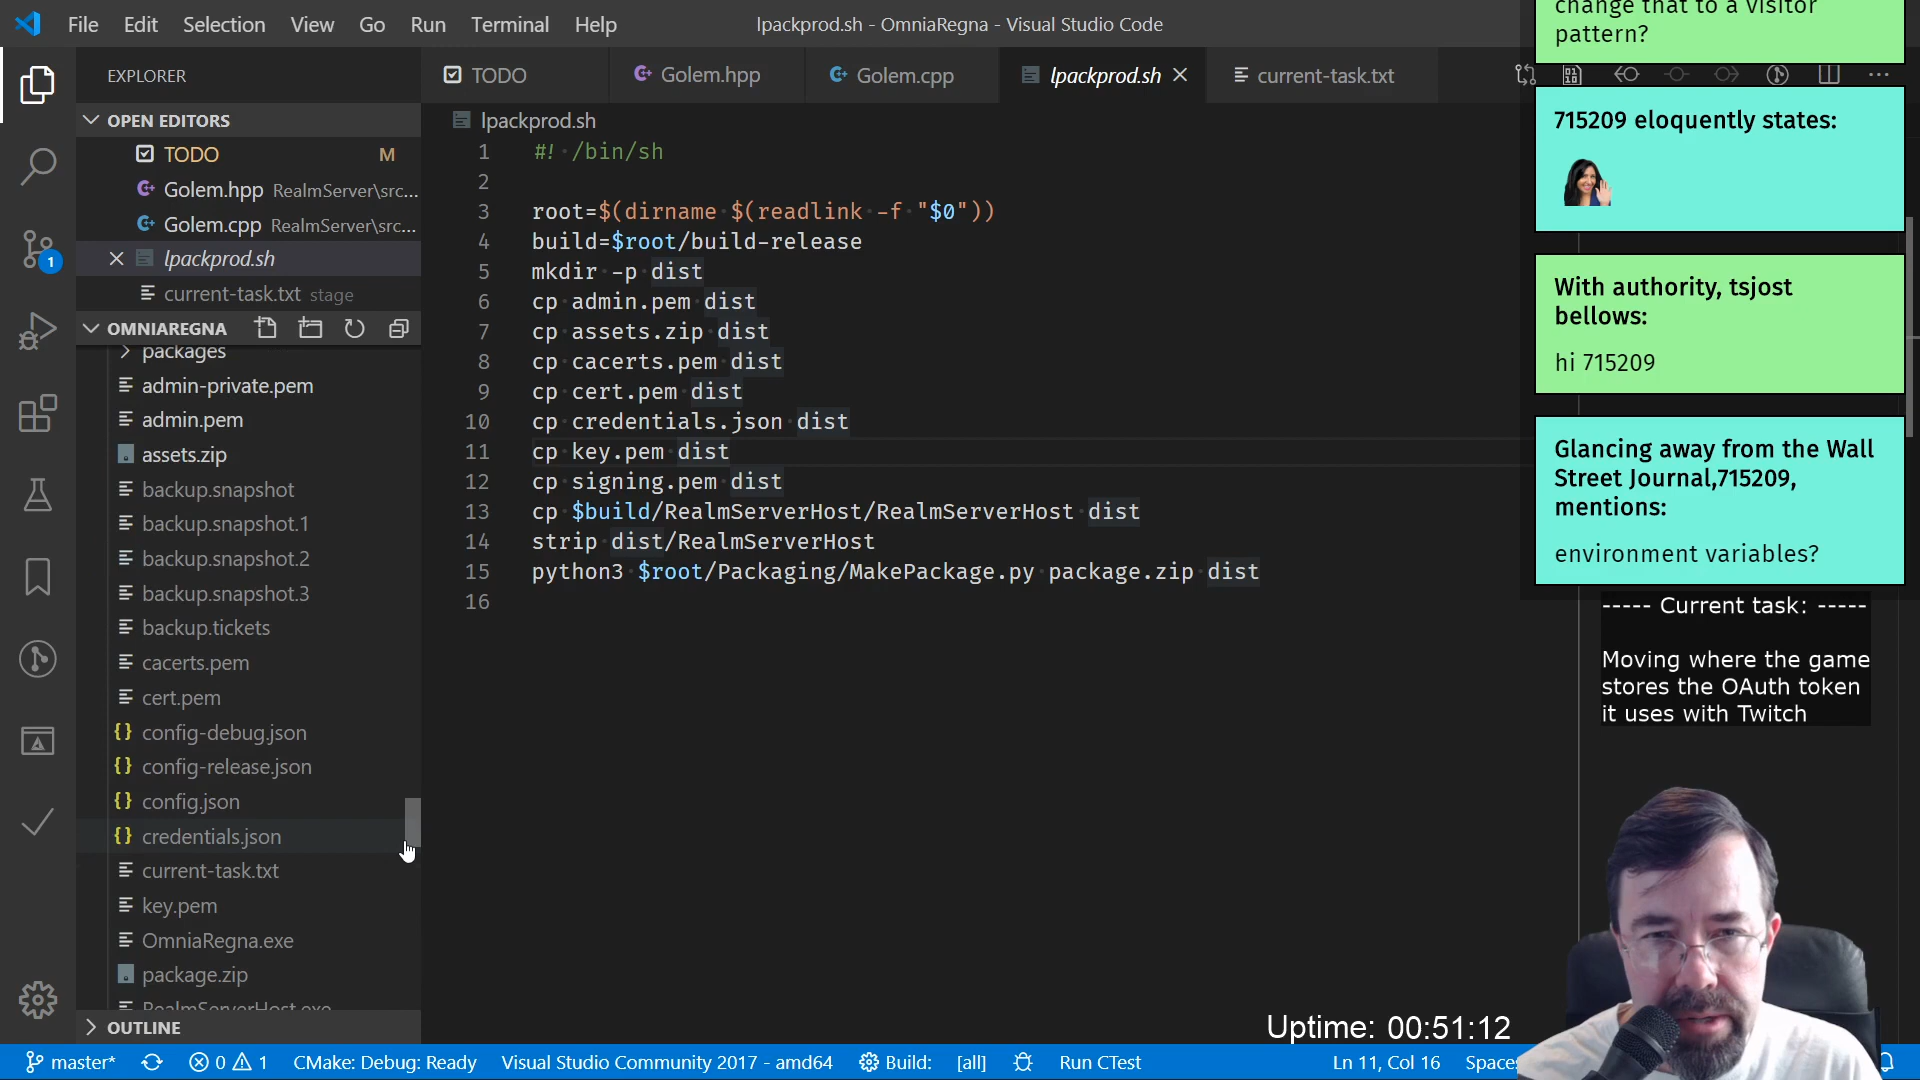 File Edit Selection View Go Run Terminal Help
lpackprod.sh - OmniaRegna - Visual Studio Code
EXPLORER
OPEN EDITORS
TODO M
Golem.hpp RealmServer\src...
Golem.cpp RealmServer\src...
lpackprod.sh
current-task.txt stage
OMNIAREGNA
packages
admin-private.pem
admin.pem
assets.zip
backup.snapshot
backup.snapshot.1
backup.snapshot.2
backup.snapshot.3
backup.tickets
cacerts.pem
cert.pem
config-debug.json
config-release.json
config.json
credentials.json
current-task.txt
key.pem
OmniaRegna.exe
package.zip
RealmServerHost.exe
OUTLINE
1
TODO
Golem.hpp
Golem.cpp
lpackprod.sh
current-task.txt
lpackprod.sh
1 #! /bin/sh
2
3 root=$(dirname $(readlink -f "$0"))
4 build=$root/build-release
5 mkdir -p dist
6 cp admin.pem dist
7 cp assets.zip dist
8 cp cacerts.pem dist
9 cp cert.pem dist
10 cp credentials.json dist
11 cp key.pem dist
12 cp signing.pem dist
13 cp $build/RealmServerHost/RealmServerHost dist
14 strip dist/RealmServerHost
15 python3 $root/Packaging/MakePackage.py package.zip dist
16
change that to a visitor
pattern?
715209 eloquently states:
With authority, tsjost
bellows:
hi 715209
Glancing away from the Wall
Street Journal,715209,
mentions:
environment variables?
----- Current task: -----
Moving where the game
stores the OAuth token
it uses with Twitch
Uptime: 00:51:12
master* 0 1 CMake: Debug: Ready Visual Studio Community 2017 - amd64 Build: [all] Run CTest Ln 11, Col 16 Spaces